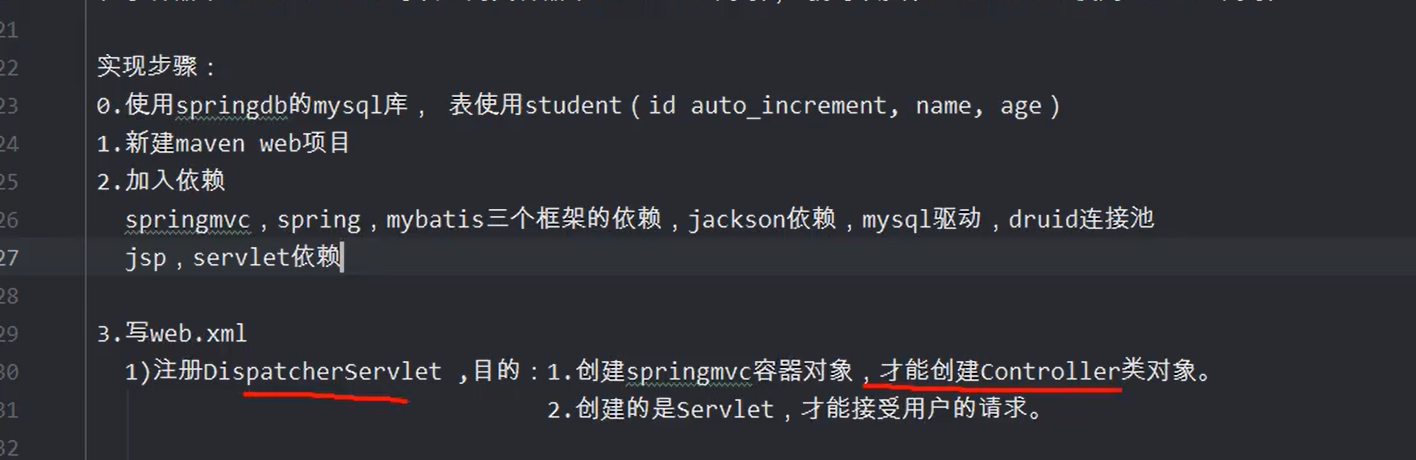 21
22 实现步骤：
23 0.使用springdb的mysql库， 表使用student（id auto_increment, name, age）
24 1.新建maven web项目
25 2.加入依赖
26 springmvc，spring，mybatis三个框架的依赖，jackson依赖，mysql驱动，druid连接池
27 jsp，servlet依赖
28
29 3.写web.xml
30 1)注册DispatcherServlet ,目的：1.创建springmvc容器对象，才能创建Controller类对象。
31 2.创建的是Servlet，才能接受用户的请求。
32